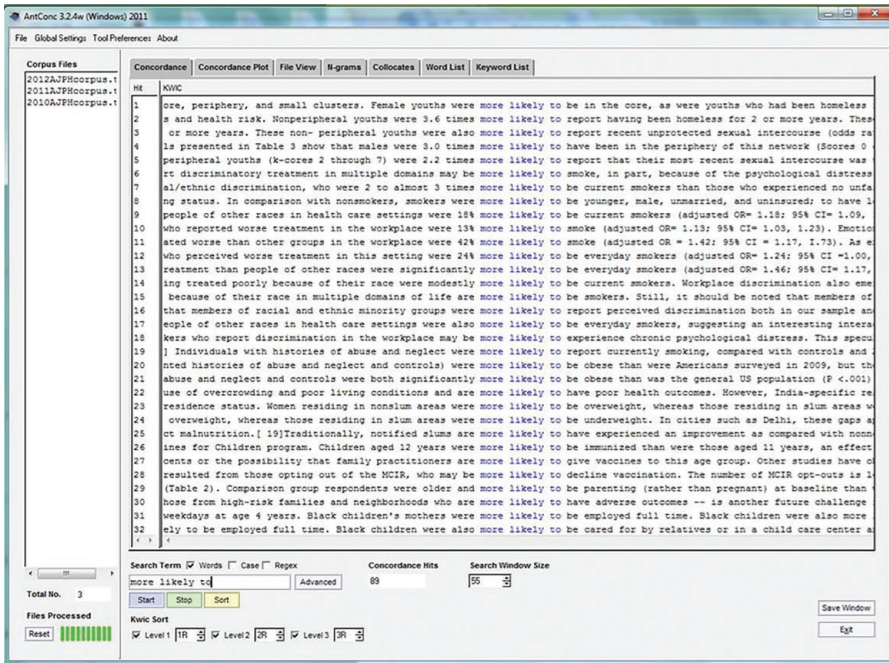 AntConc 3.2.4w (Windows) 2011
File Global Settings Tool Preferences About
Corpus Files
2012AJPHcorpus.t
2011AJPHcorpus.t
2010AJPHcorpus.t
Concordance Concordance Plot File View N-grams Collocates Word List Keyword List
Hit KWIC
1 ore, periphery, and small clusters. Female youths were more likely to be in the core, as were youths who had been homeless
2 s and health risk. Nonperipheral youths were 3.6 times more likely to report having been homeless for 2 or more years. Thes
3 or more years. These non- peripheral youths were also more likely to report recent unprotected sexual intercourse (odds ra
4 ls presented in Table 3 show that males were 3.0 times more likely to have been in the periphery of this network (Scores 0
5 peripheral youths (k-cores 2 through 7) were 2.2 times more likely to report that their most recent sexual intercourse was
6 rt discriminatory treatment in multiple domains may be more likely to smoke, in part, because of the psychological distress
7 al/ethnic discrimination, who were 2 to almost 3 times more likely to be current smokers than those who experienced no unfa
8 ng status. In comparison with nonsmokers, smokers were more likely to be younger, male, unmarried, and uninsured; to have l
9 people of other races in health care settings were 18% more likely to be current smokers (adjusted OR= 1.18; 95% CI= 1.09,
10 who reported worse treatment in the workplace were 13% more likely to smoke (adjusted OR= 1.13; 95% CI= 1.03, 1.23). Emotio
11 ated worse than other groups in the workplace were 42% more likely to smoke (adjusted OR = 1.42; 95% CI = 1.17, I.73). As e
12 who perceived worse treatment in this setting were 24% more likely to be everyday smokers (adjusted OR= 1.24; 95% CI =1.00,
13 reatment than people of other races were significantly more likely to be everyday smokers (adjusted OR= 1.46; 95% CI= 1.17,
14 ing treated poorly because of their race were modestly more likely to be current smokers. Workplace discrimination also eme
15 because of their race in multiple domains of life are more likely to be smokers. Still, it should be noted that members of
16 that members of racial and ethnic minority groups were more likely to report perceived discrimination both in our sample an
17 eople of other races in health care settings were also more likely to be everyday smokers, suggesting an interesting intera
18 kers who report discrimination in the workplace may be more likely to experience chronic psychological distress. This specu
19 ] Individuals with histories of abuse and neglect were more likely to report currently smoking, compared with controls and
20 nted histories of abuse and neglect and controls) were more likely to be obese than were Americans surveyed in 2009, but the
21 abuse and neglect and controls were both significantly more likely to be obese than was the general US population (P <.001)
22 use of overcrowding and poor living conditions and are more likely to have poor health outcomes. However, India-specific re
23 residence status. Women residing in nonslum areas were more likely to be overweight, whereas those residing in slum areas w
24 overweight, whereas those residing in slum areas were more likely to be underweight. In cities such as Delhi, these gaps a
25 ct malnutrition.[ 19]Traditionally, notified slums are more likely to have experienced an improvement as compared with nonn
26 ines for Children program. Children aged 12 years were more likely to be immunized than were those aged 11 years, an effect
27 cents or the possibility that family practitioners are more likely to give vaccines to this age group. Other studies have
28 resulted from those opting out of the MCIR, who may be more likely to decline vaccination. The number of MCIR opt-outs is
29 (Table 2). Comparison group respondents were older and more likely to be parenting (rather than pregnant) at baseline than
30 hose from high-risk families and neighborhoods who are more likely to have adverse outcomes -- is another future challenge
31 weekdays at age 4 years. Black children's mothers were more likely to be employed full time. Black children were also more
32 ely to be employed full time. Black children were also more likely to be cared for by relatives or in a child care center a
Search Term Words Case Regex Concordance Hits Search Window Size
more likely to Advanced 89 55
Total No. 3
Start Stop Sort
Files Processed
Save Window
Kwic Sort
Reset Level 1 1R Level 2 2R Level 3 3R Exit